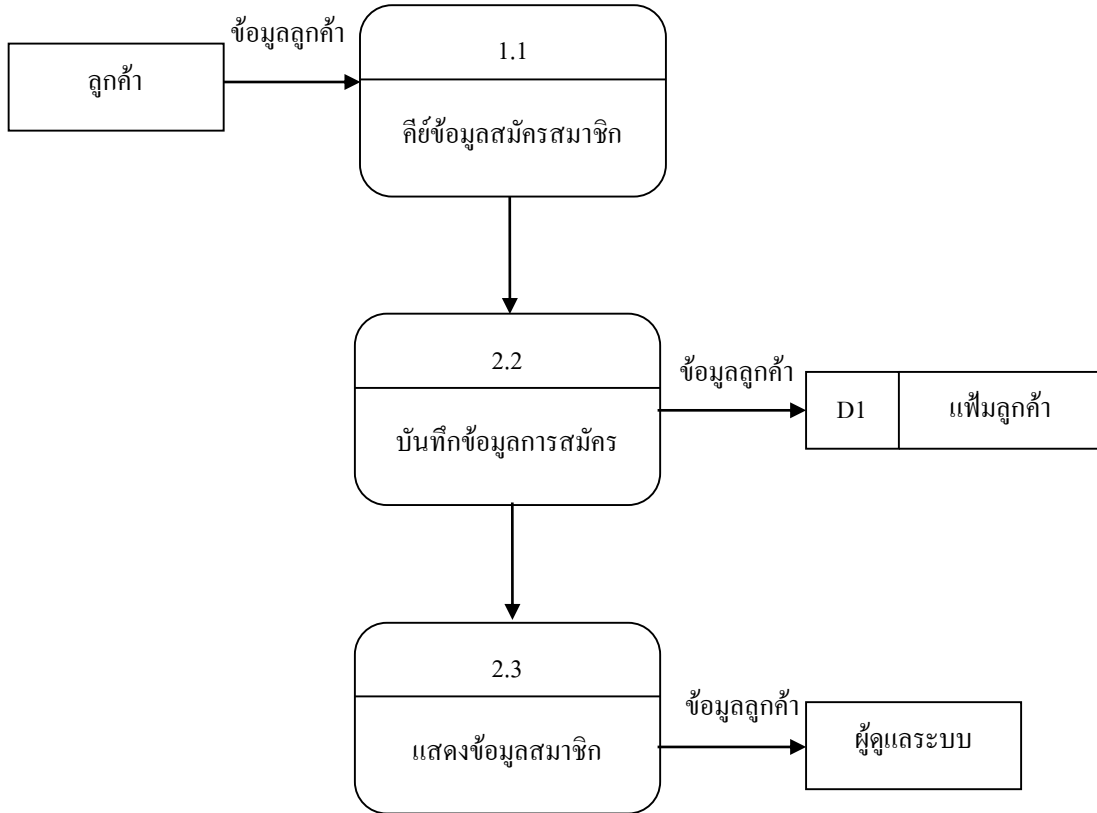 ข้อมูลลูกค้า
ลูกค้า
1.1
คีย์ข้อมูลสมัครสมาชิก
2.2
บันทึกข้อมูลการสมัคร
ข้อมูลลูกค้า
D1
แฟ้มลูกค้า
2.3
แสดงข้อมูลสมาชิก
ข้อมูลลูกค้า
ผู้ดูแลระบบ